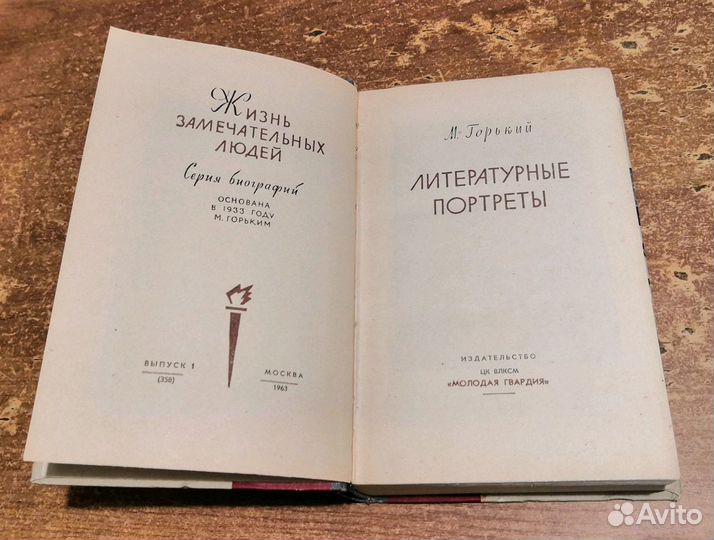 Жизнь
ЗАМЕЧАТЕЛЬНЫХ
ЛЮДЕЙ
Серия биографий
ОСНОВАНА
В 1933 ГОДУ
М. ГОРЬКИМ
ВЫПУСК 1
(358)
МОСКВА
1963
М. Горький
ЛИТЕРАТУРНЫЕ
ПОРТРЕТЫ
ИЗДАТЕЛЬСТВО
ЦК ВЛКСМ
«МОЛОДАЯ ГВАРДИЯ»
Avito